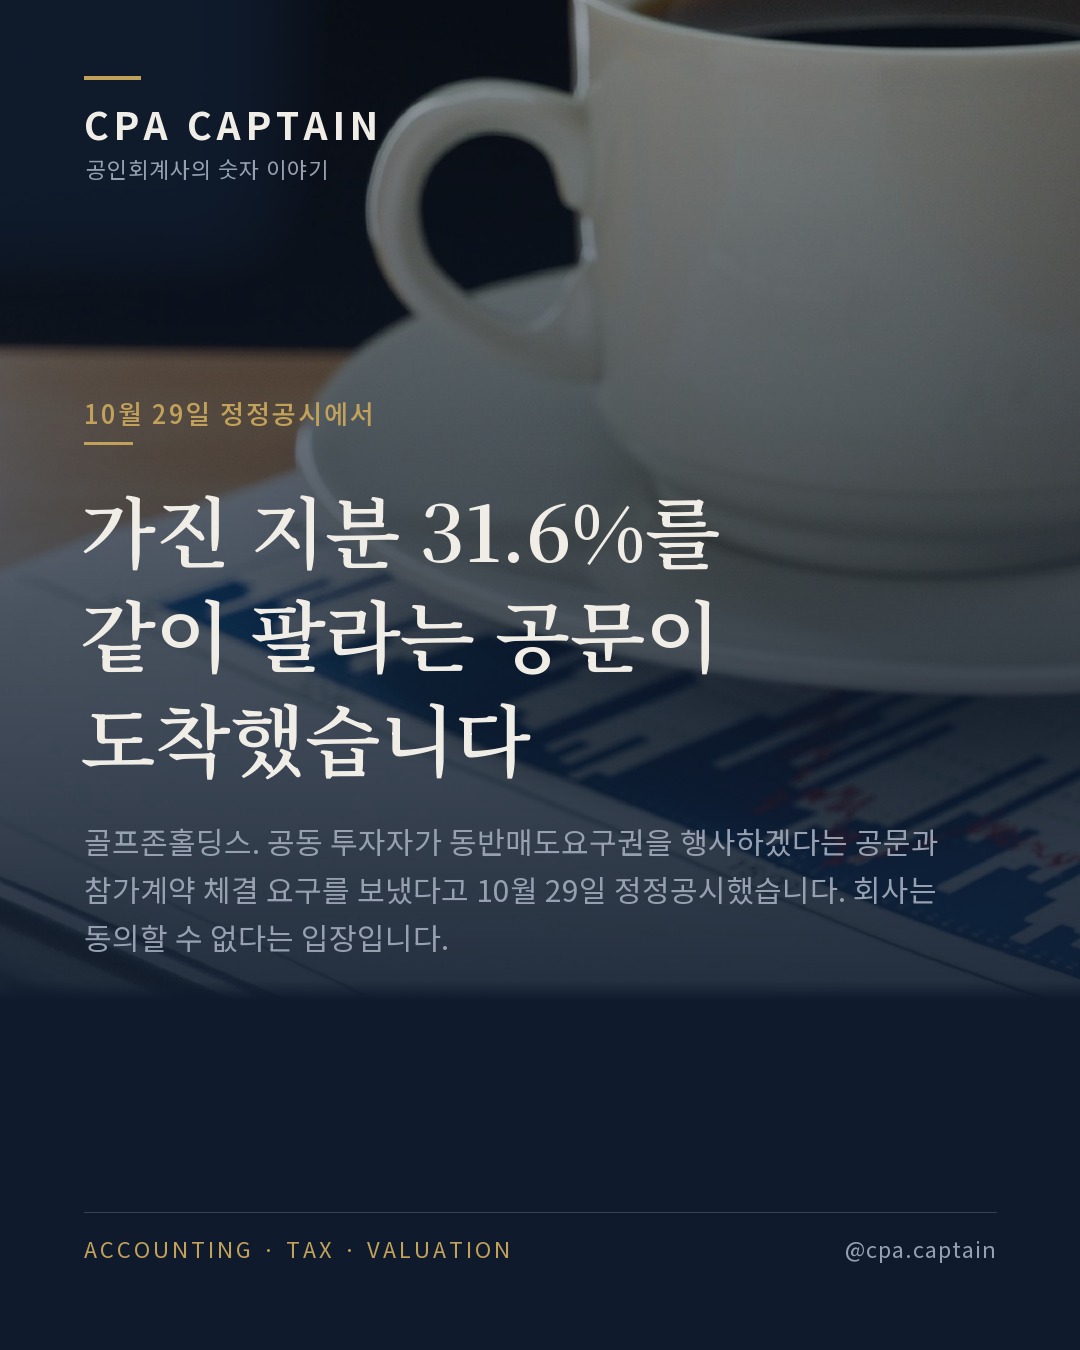 CPA CAPTAIN
공인회계사의 숫자 이야기
10월 29일 정정공시에서
가진 지분 31.6%를
같이 팔라는 공문이
도착했습니다
골프존홀딩스. 공동 투자자가 동반매도요구권을 행사하겠다는 공문과
참가계약 체결 요구를 보냈다고 10월 29일 정정공시했습니다. 회사는
동의할 수 없다는 입장입니다.
ACCOUNTING · TAX · VALUATION
@cpa.captain